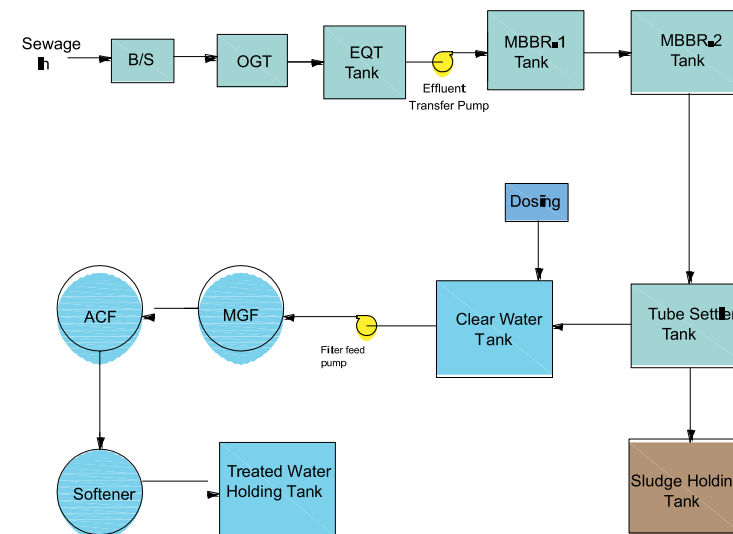 Sewage
In
B/S
OGT
EQT
Tank
Effluent
Transfer Pump
MBBR-1
Tank
MBBR-2
Tank
Dosing
ACF
MGF
Filter feed
pump
Clear Water
Tank
Tube Settler
Tank
Softener
Treated Water
Holding Tank
Sludge Holdin
Tank